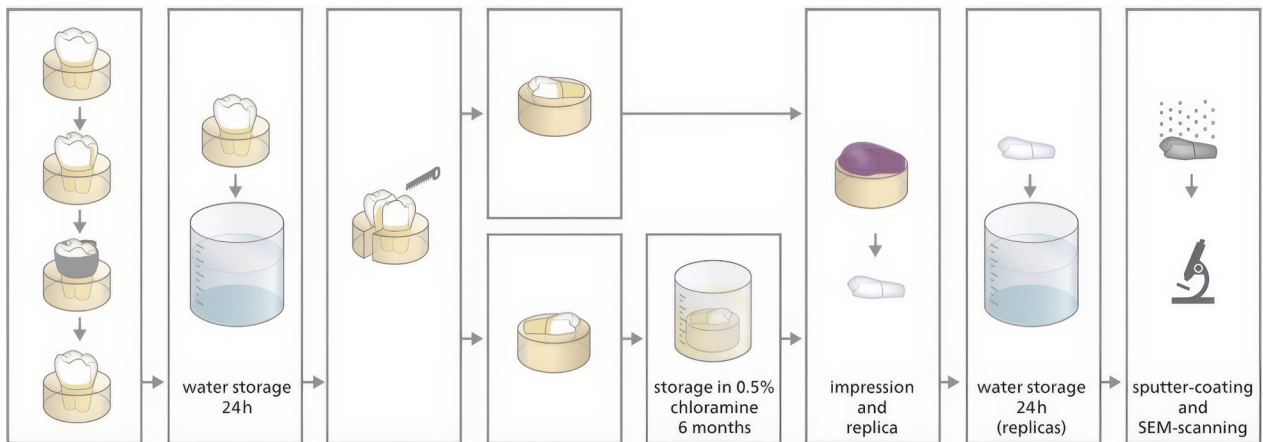 water storage
24h
storage in 0.5%
chloramine
6 months
impression
and
replica
water storage
24h
(replicas)
sputter-coating
and
SEM-scanning